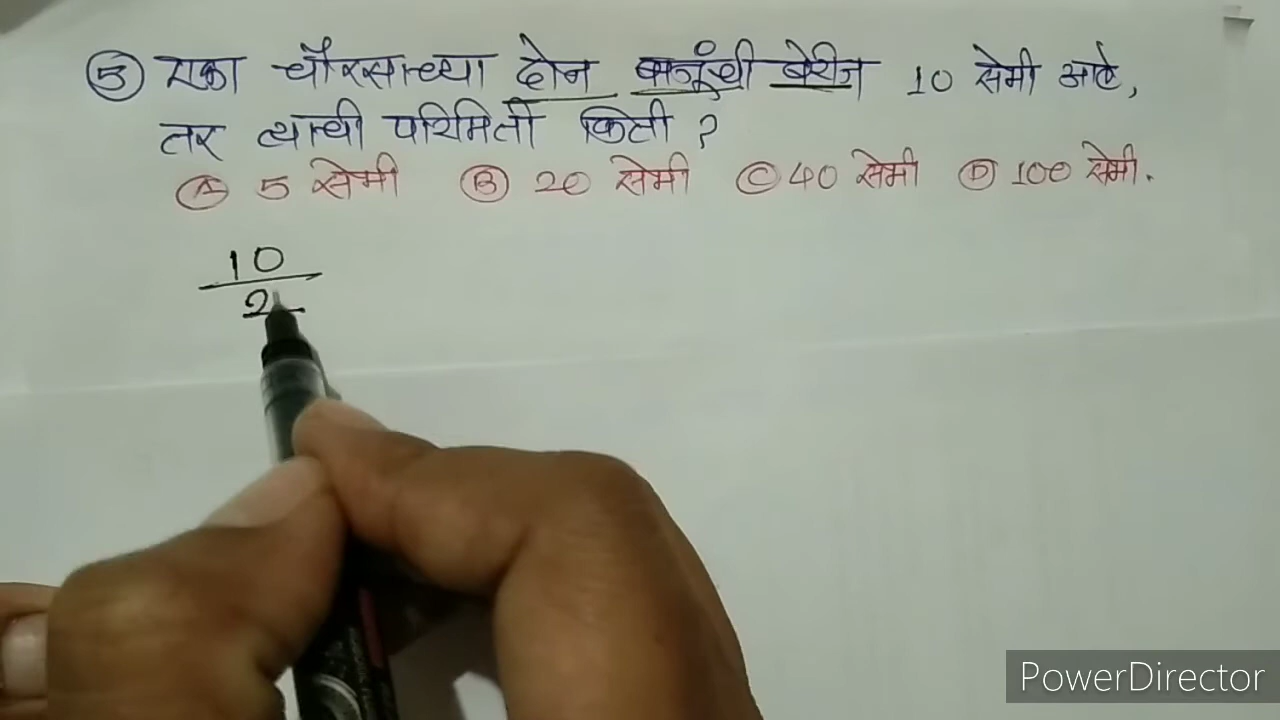 5 एका चौरसाच्या दोन बाजूंची बेरीज 10 सेमी आहे,
तर त्याची परिमिती किती ?
A 5 सेमी B 20 सेमी C 40 सेमी D 100 सेमी.
10
2
PowerDirector